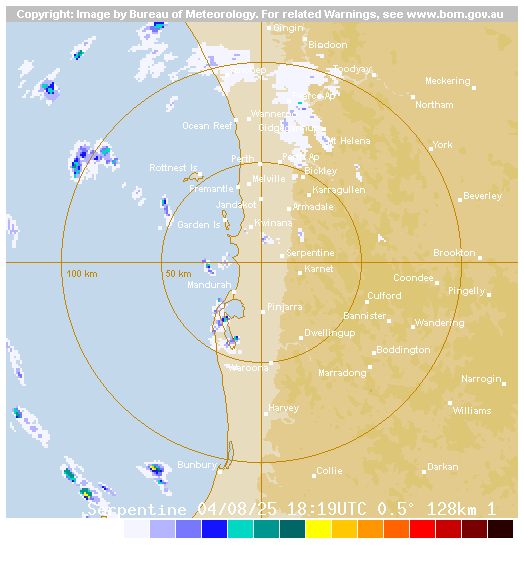 Copyright: Image by Bureau of Meteorology. For related Warnings, see www.bom.gov.au
Gingin
Bindoon
Toodyay
Meckering
Northam
Wanneroo
Ocean Reef
Mt Helena
York
Perth
Rottnest Is
Bickley
Melville
Fremantle
Karragullen
Beverley
Jandakot
Armadale
Garden Is
Kwinana
Serpentine
Brookton
100 km
50 km
Karnet
Coondee
Mandurah
Culford
Pingelly
Pinjarra
Bannister
Wandering
Dwellingup
Boddington
Waroona
Marradong
Narrogin
Harvey
Williams
Bunbury
Collie
Darkan
Serpentine 04/08/25 18:19UTC 0.5° 128km 1